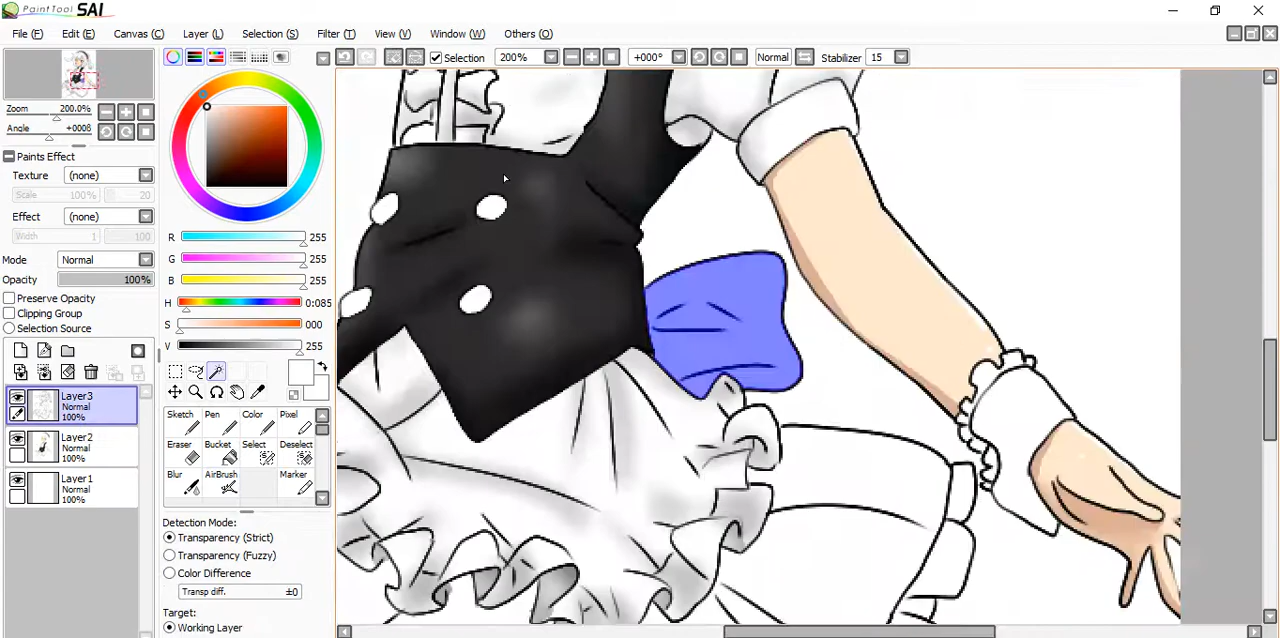 PaintTool SAI
File (F) Edit (E) Canvas (C) Layer (L) Selection (S) Filter (T) View (V) Window (W) Others (O)
Selection 200% +000° Normal Stabilizer 15
Zoom 200.0%
Angle +000ß
Paints Effect
Texture (none)
Scale 100% 20
Effect (none)
Width 1 100
Mode Normal
Opacity 100%
Preserve Opacity
Clipping Group
Selection Source
Layer3
Normal
100%
Layer2
Normal
100%
Layer1
Normal
100%
R 255
G 255
B 255
H 0:085
S 000
V 255
Sketch Pen Color Pixel
Eraser Bucket Select Deselect
Blur AirBrush Marker
Detection Mode:
Transparency (Strict)
Transparency (Fuzzy)
Color Difference
Transp diff. ±0
Target:
Working Layer